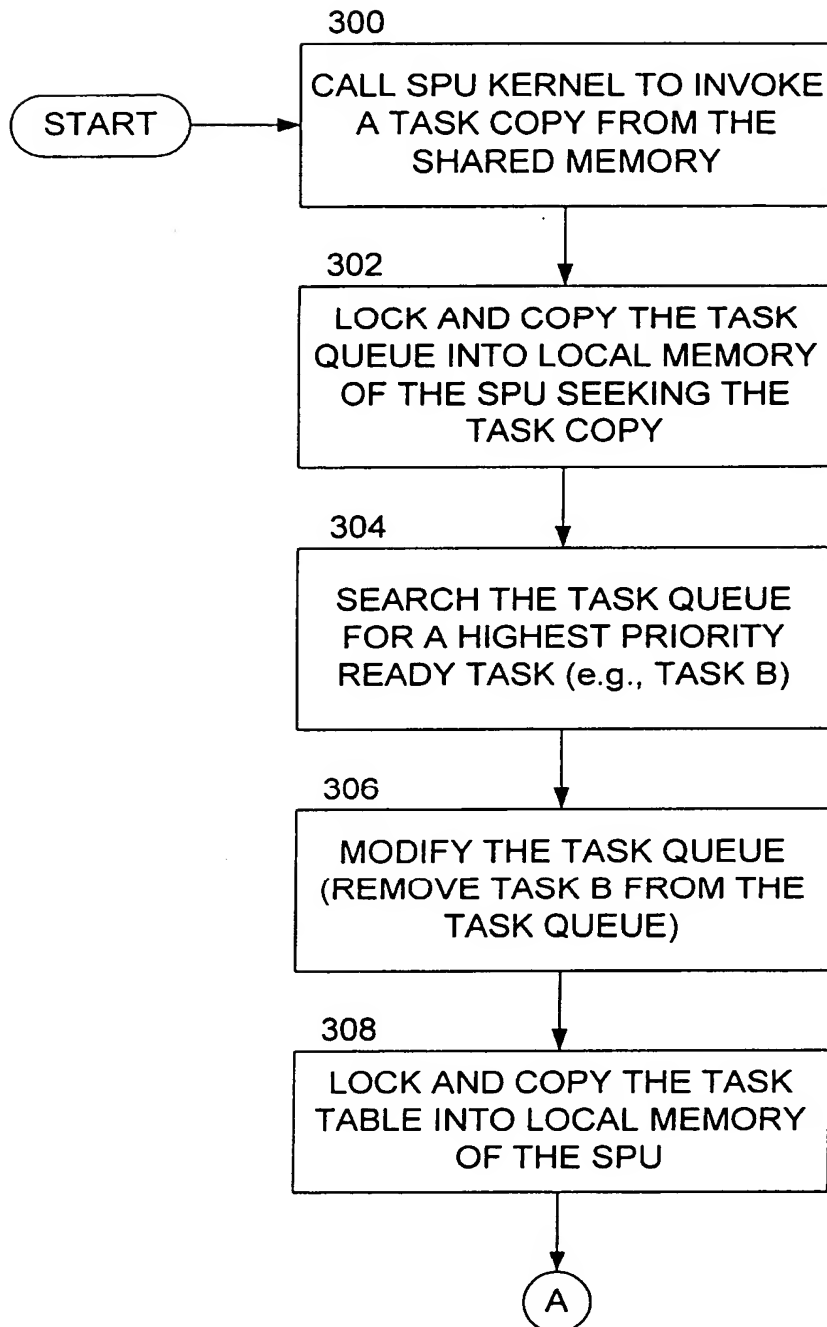 300
START
CALL SPU KERNEL TO INVOKE
A TASK COPY FROM THE
SHARED MEMORY
302
LOCK AND COPY THE TASK
QUEUE INTO LOCAL MEMORY
OF THE SPU SEEKING THE
TASK COPY
304
SEARCH THE TASK QUEUE
FOR A HIGHEST PRIORITY
READY TASK (e.g., TASK B)
306
MODIFY THE TASK QUEUE
(REMOVE TASK B FROM THE
TASK QUEUE)
308
LOCK AND COPY THE TASK
TABLE INTO LOCAL MEMORY
OF THE SPU
A